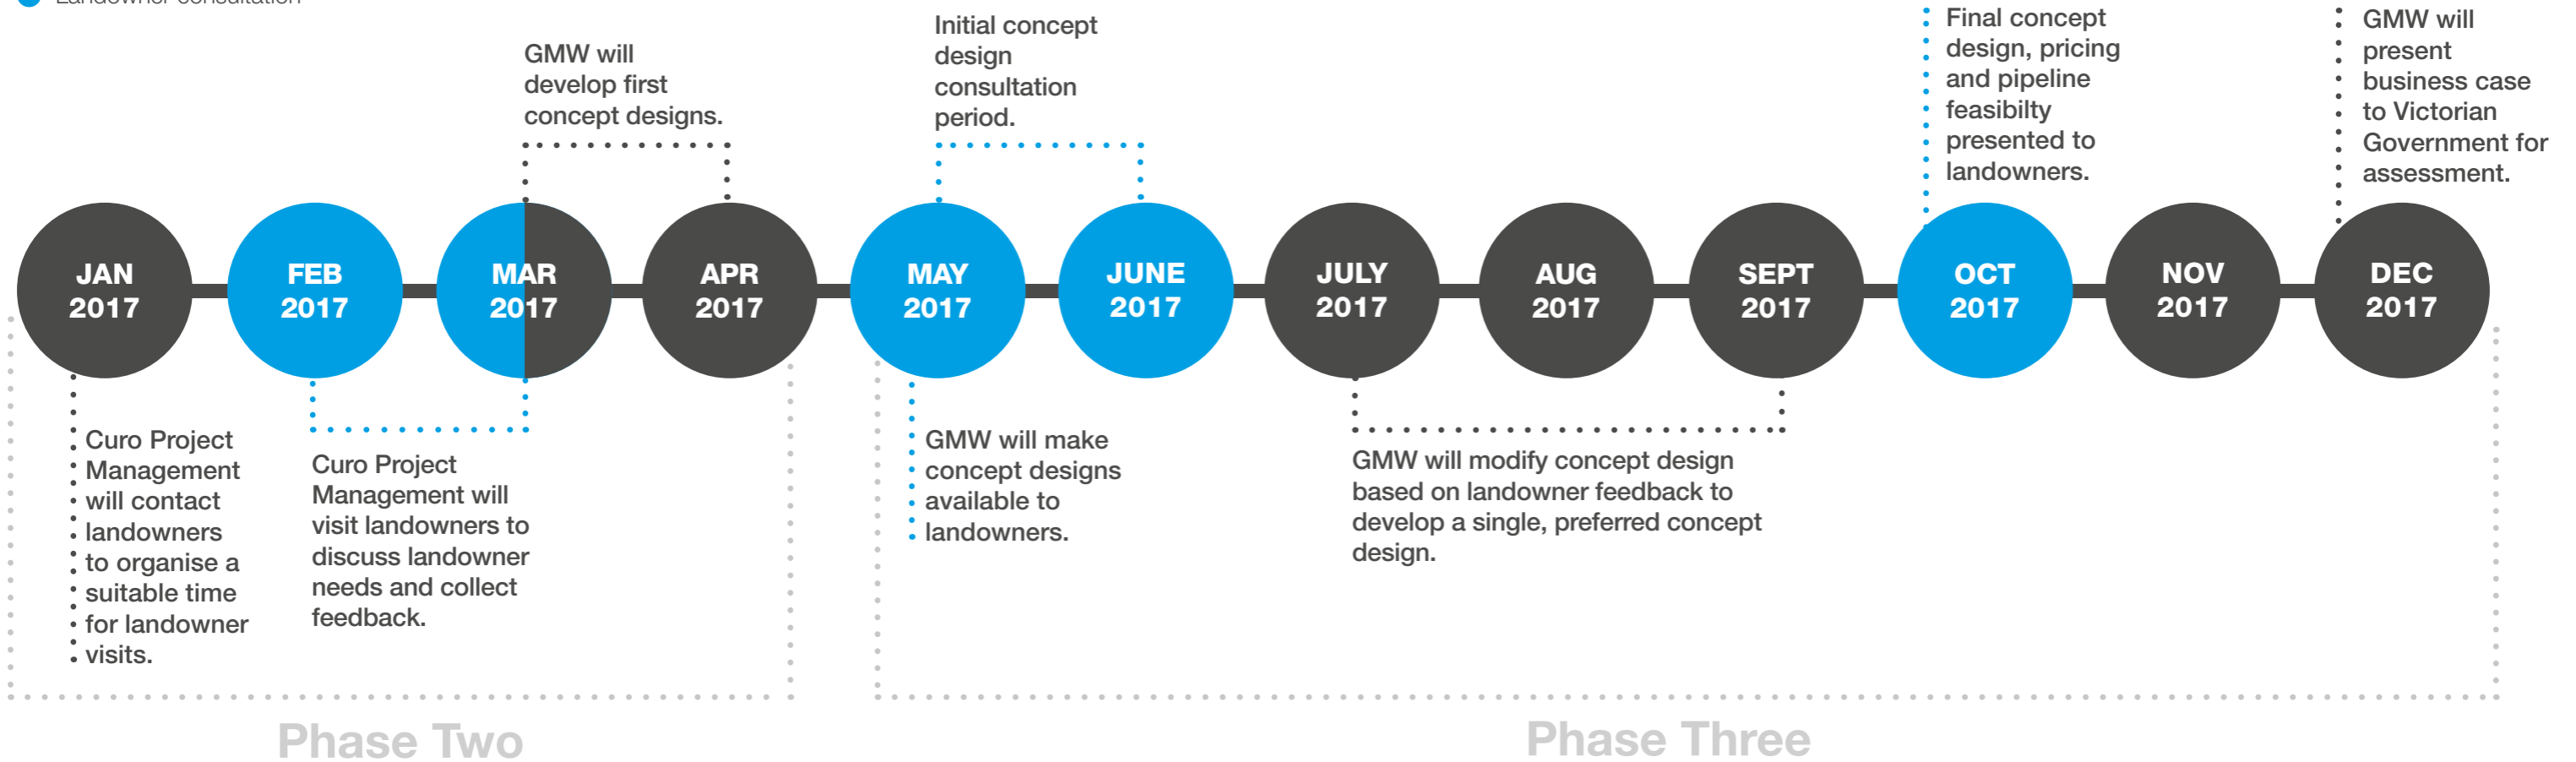 Landowner consultation
GMW will
develop first
concept designs.
Initial concept
design
consultation
period.
Final concept
design, pricing
and pipeline
feasibilty
presented to
landowners.
GMW will
present
business case
to Victorian
Government for
assessment.
JAN
2017
FEB
2017
MAR
2017
APR
2017
MAY
2017
JUNE
2017
JULY
2017
AUG
2017
SEPT
2017
OCT
2017
NOV
2017
DEC
2017
Curo Project
Management
will contact
landowners
to organise a
suitable time
for landowner
visits.
Curo Project
Management will
visit landowners to
discuss landowner
needs and collect
feedback.
GMW will make
concept designs
available to
landowners.
GMW will modify concept design
based on landowner feedback to
develop a single, preferred concept
design.
Phase Two
Phase Three